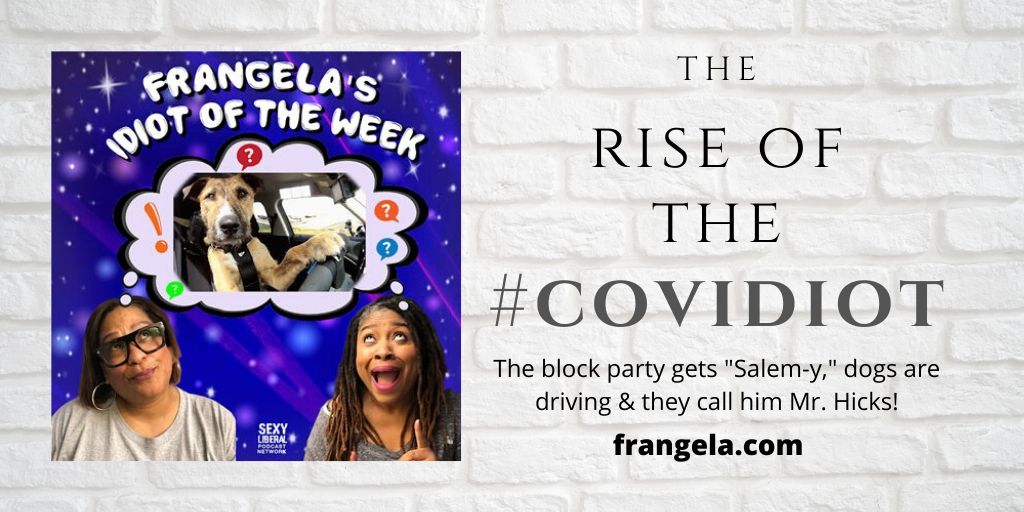 FRANGELA'S
IDIOT OF THE WEEK
?
!
?
?
?
SEXY
LIBERAL
PODCAST
NETWORK
THE
RISE OF
THE
#COVIDIOT
The block party gets "Salem-y," dogs are
driving & they call him Mr. Hicks!
frangela.com